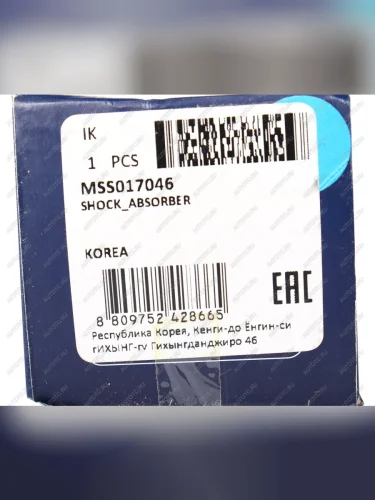 IK
1 PCS
MSS017046
SHOCK_ABSORBER
KOREA
EAC
8 809752 428665
Республика Корея, Кенги-до Ёнгин-си
гИХЫНГ-гу Гихынгданджиро 46